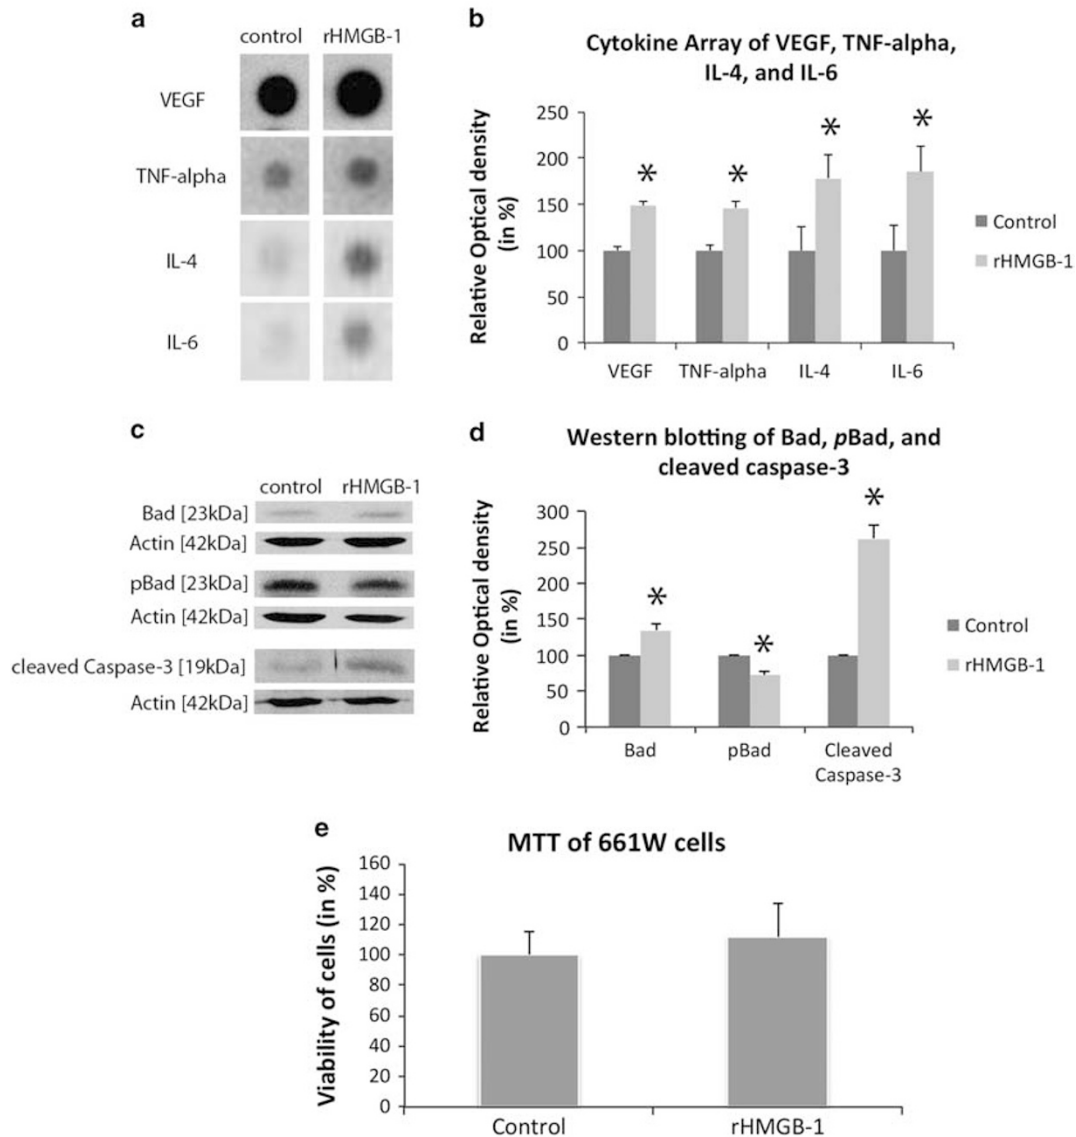 a
control rHMGB-1
VEGF
TNF-alpha
IL-4
IL-6
b
Cytokine Array of VEGF, TNF-alpha,
IL-4, and IL-6
Relative Optical density
(in %)
250
200
150
100
50
0
* * * *
VEGF TNF-alpha IL-4 IL-6
Control
rHMGB-1
c
control rHMGB-1
Bad [23kDa]
Actin [42kDa]
pBad [23kDa]
Actin [42kDa]
cleaved Caspase-3 [19kDa]
Actin [42kDa]
d
Western blotting of Bad, pBad, and
cleaved caspase-3
Relative Optical density
(in %)
300
250
200
150
100
50
0
* * *
Bad pBad Cleaved
Caspase-3
Control
rHMGB-1
e
MTT of 661W cells
Viability of cells (in %)
160
140
120
100
80
60
40
20
0
Control rHMGB-1